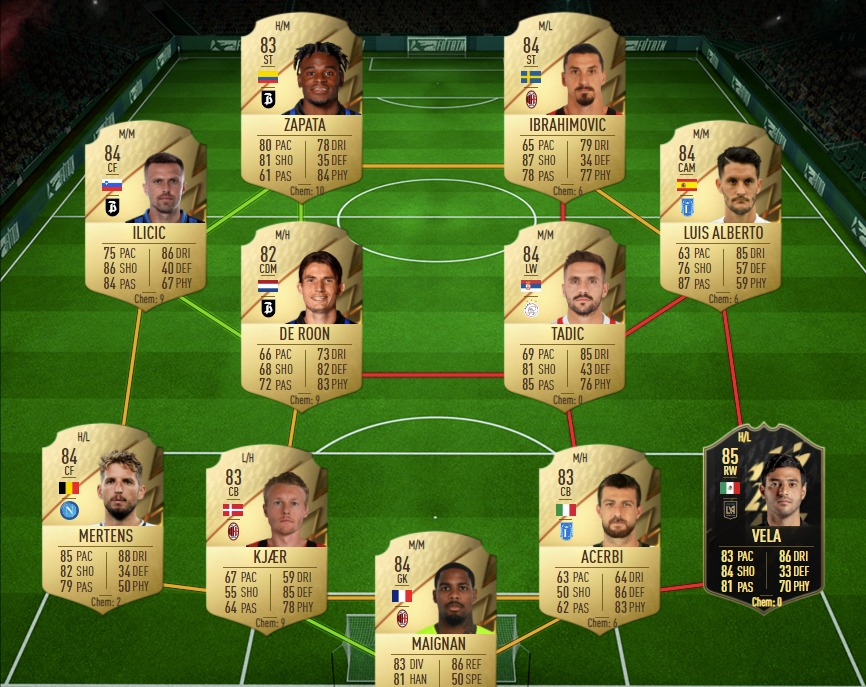 H/M
83
ST
ZAPATA
80 PAC 78 DRI
81 SHO 35 DEF
61 PAS 84 PHY
Chem: 10
M/L
84
ST
IBRAHIMOVIC
65 PAC 79 DRI
87 SHO 34 DEF
78 PAS 77 PHY
Chem: 6
M/M
84
CF
ILICIC
75 PAC 86 DRI
86 SHO 40 DEF
84 PAS 67 PHY
Chem: 9
M/M
84
CAM
LUIS ALBERTO
63 PAC 85 DRI
76 SHO 57 DEF
87 PAS 59 PHY
Chem: 6
M/H
82
CDM
DE ROON
66 PAC 73 DRI
68 SHO 82 DEF
72 PAS 83 PHY
Chem: 9
M/M
84
LW
TADIC
69 PAC 85 DRI
81 SHO 43 DEF
85 PAS 76 PHY
Chem: 0
H/L
84
CF
MERTENS
85 PAC 88 DRI
82 SHO 34 DEF
79 PAS 50 PHY
Chem: 7
L/H
83
CB
KJÆR
67 PAC 59 DRI
55 SHO 85 DEF
64 PAS 78 PHY
Chem: 9
M/H
83
CB
ACERBI
63 PAC 64 DRI
50 SHO 86 DEF
62 PAS 83 PHY
Chem: 6
H/L
85
RW
VELA
83 PAC 86 DRI
84 SHO 33 DEF
81 PAS 70 PHY
Chem: 0
M/M
84
GK
MAIGNAN
83 DIV 86 REF
81 HAN 50 SPE